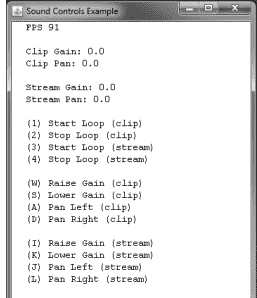 Sound Controls Example
FPS 91
Clip Gain: 0.0
Clip Pan: 0.0
Stream Gain: 0.0
Stream Pan: 0.0
(1) Start Loop (clip)
(2) Stop Loop (clip)
(3) Start Loop (stream)
(4) Stop Loop (stream)
(W) Raise Gain (clip)
(S) Lower Gain (clip)
(A) Pan Left (clip)
(D) Pan Right (clip)
(I) Raise Gain (stream)
(K) Lower Gain (stream)
(J) Pan Left (stream)
(L) Pan Right (stream)